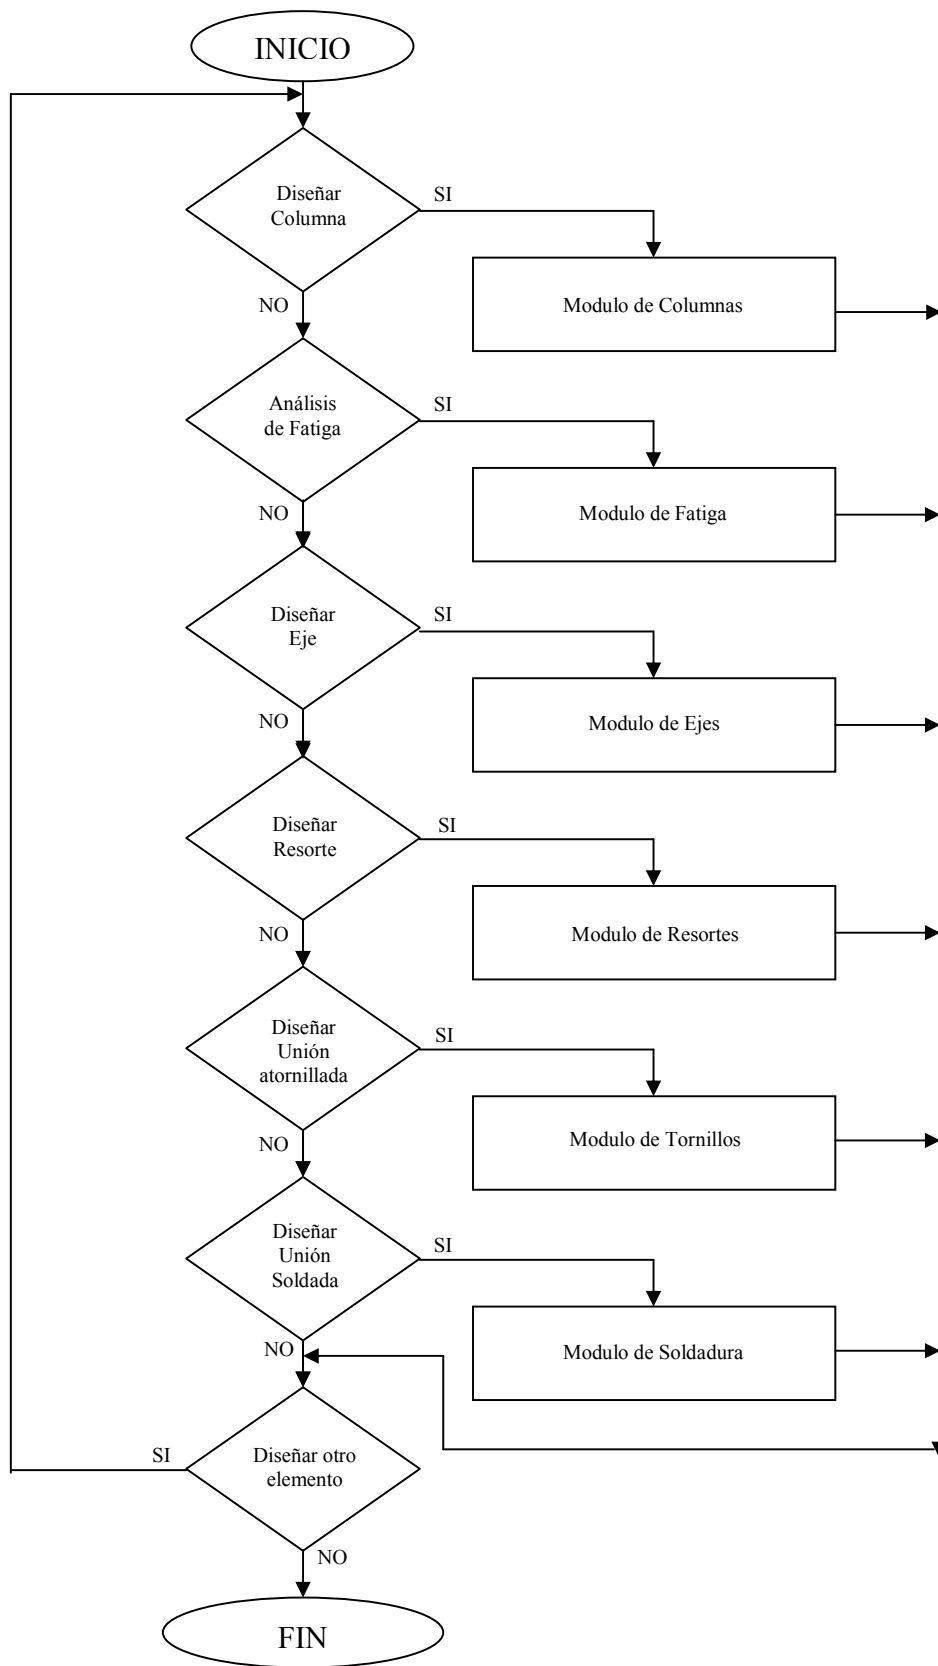 INICIO
Diseñar
Columna
SI
Modulo de Columnas
NO
Análisis
de Fatiga
SI
Modulo de Fatiga
NO
Diseñar
Eje
SI
Modulo de Ejes
NO
Diseñar
Resorte
SI
Modulo de Resortes
NO
Diseñar
Unión
atornillada
SI
Modulo de Tornillos
NO
Diseñar
Unión
Soldada
SI
Modulo de Soldadura
NO
Diseñar otro
elemento
SI
NO
FIN